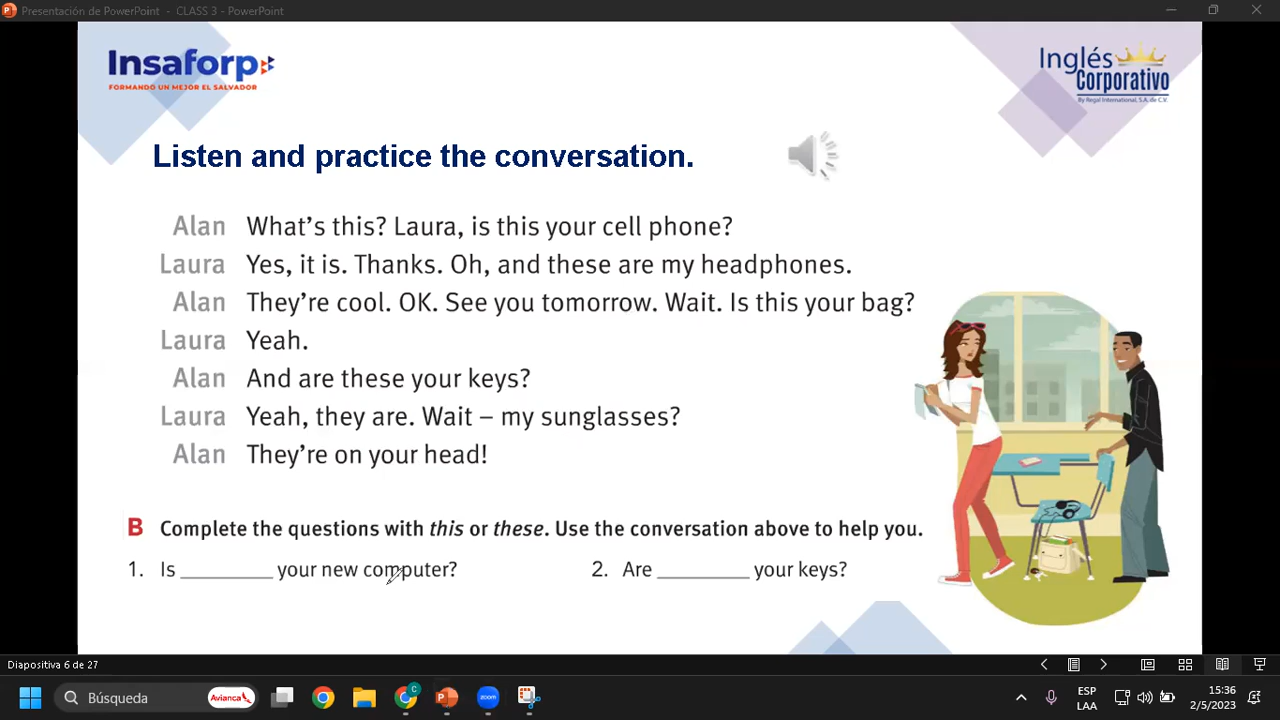 Presentación de PowerPoint - CLASS 3 - PowerPoint
Insaforp
FORMANDO UN MEJOR EL SALVADOR
Inglés
Corporativo
By Regal International, S.A. de C.V.
Listen and practice the conversation.
Alan What's this? Laura, is this your cell phone?
Laura Yes, it is. Thanks. Oh, and these are my headphones.
Alan They're cool. OK. See you tomorrow. Wait. Is this your bag?
Laura Yeah.
Alan And are these your keys?
Laura Yeah, they are. Wait – my sunglasses?
Alan They're on your head!
B Complete the questions with this or these. Use the conversation above to help you.
1. Is _________ your new computer? 2. Are _________ your keys?
Diapositiva 6 de 27
Búsqueda
Avianca
C
zoom
ESP
LAA
15:36
2/5/2023